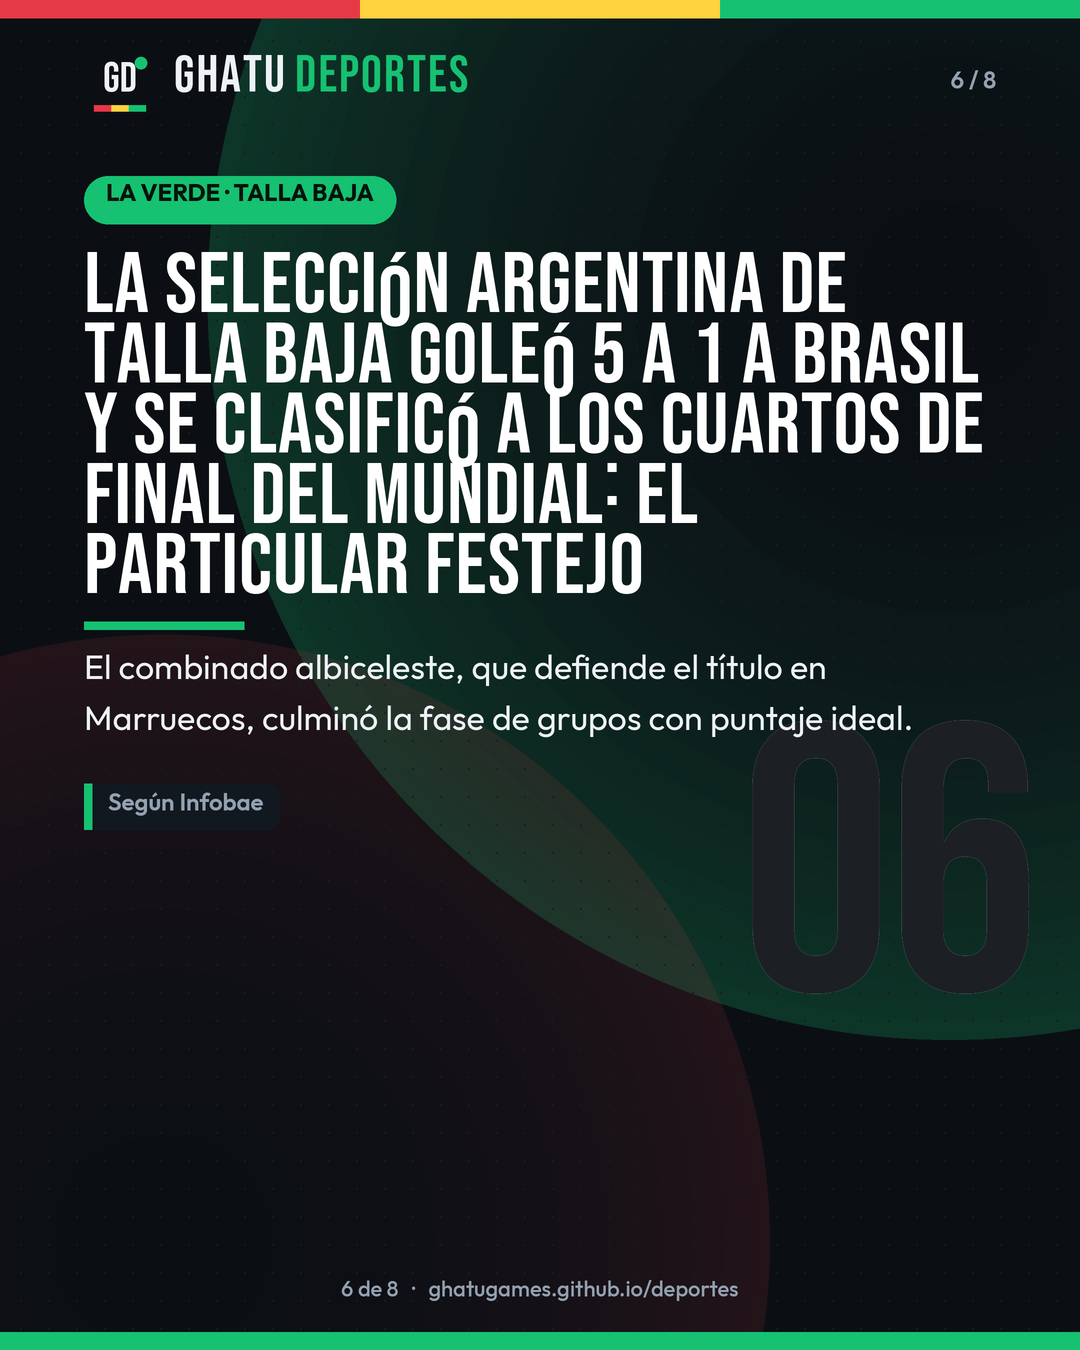 GD GHATU DEPORTES
6 / 8
LA VERDE · TALLA BAJA
LA SELECCIÓN ARGENTINA DE
TALLA BAJA GOLEÓ 5 A 1 A BRASIL
Y SE CLASIFICÓ A LOS CUARTOS DE
FINAL DEL MUNDIAL: EL
PARTICULAR FESTEJO
El combinado albiceleste, que defiende el título en
Marruecos, culminó la fase de grupos con puntaje ideal.
06
Según Infobae
6 de 8 · ghatugames.github.io/deportes